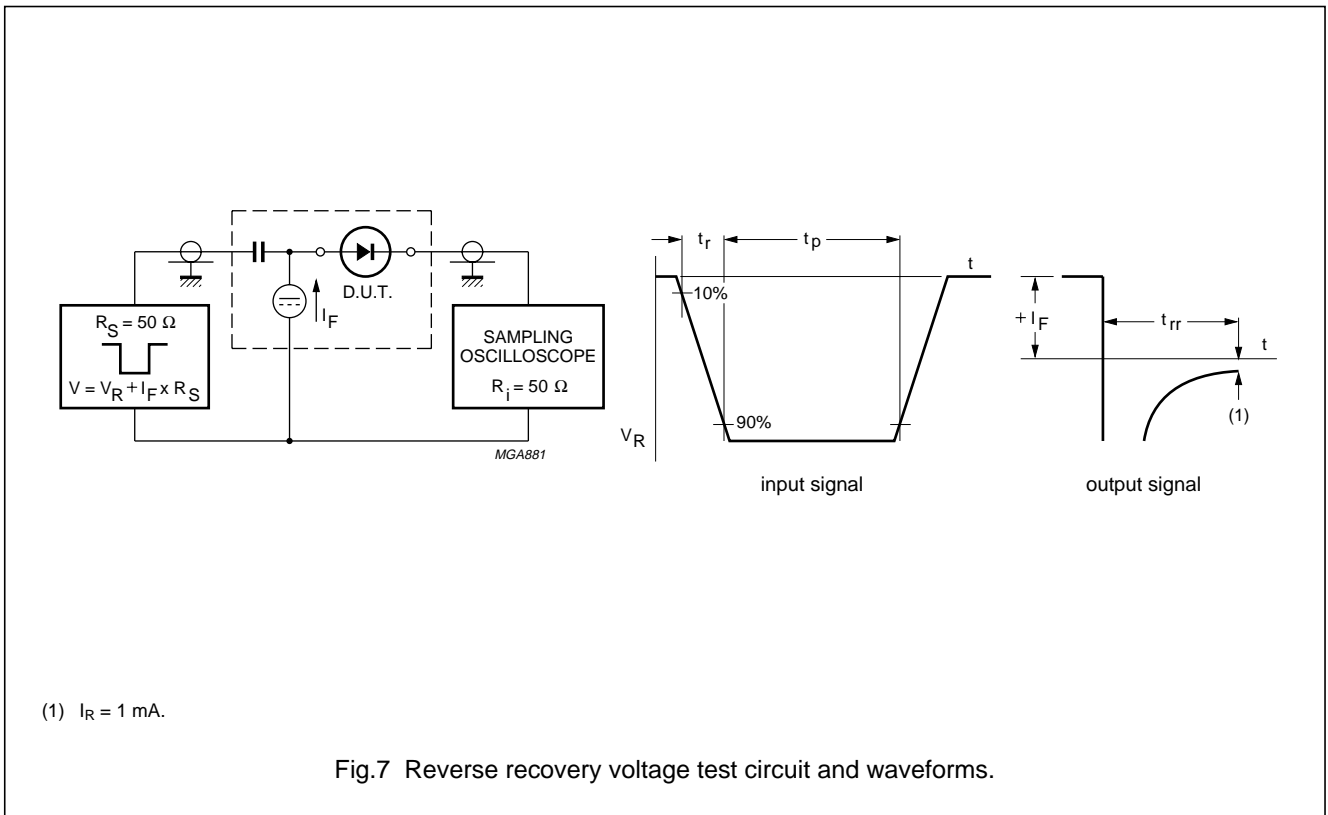 R_S = 50 Ω
V = V_R + I_F x R_S
I_F
D.U.T.
SAMPLING
OSCILLOSCOPE
R_i = 50 Ω
MGA881
t_r
t_p
t
10%
90%
V_R
input signal
+ I_F
t_rr
t
(1)
output signal
(1) I_R = 1 mA.
Fig.7 Reverse recovery voltage test circuit and waveforms.